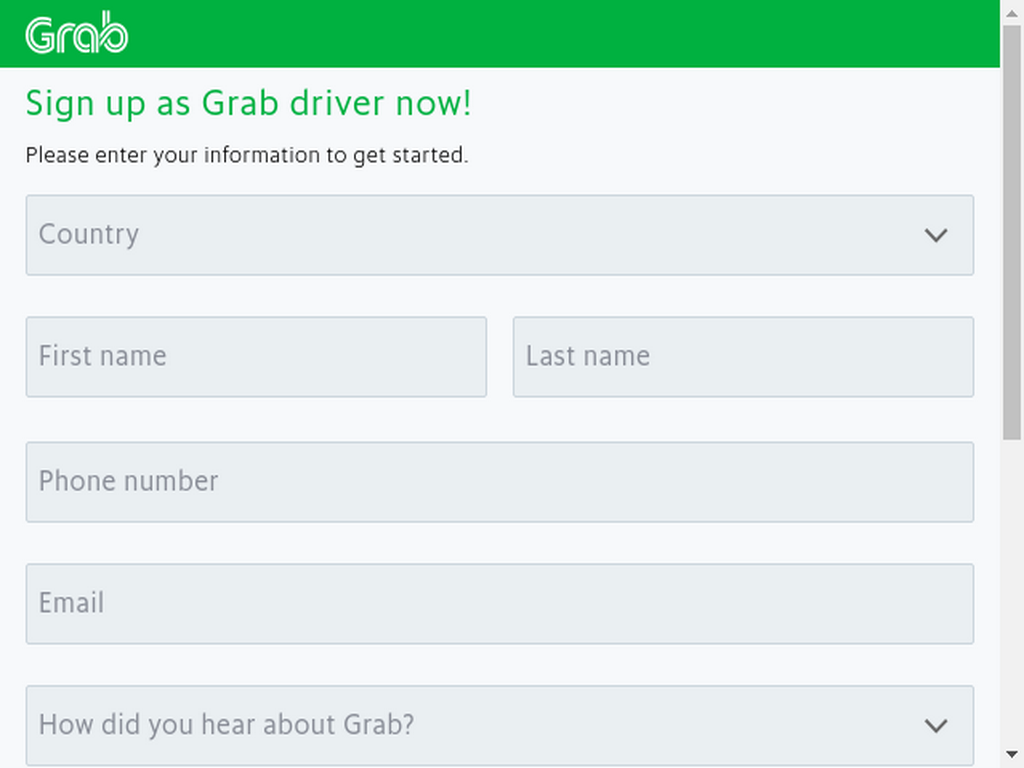 Grab
Sign up as Grab driver now!
Please enter your information to get started.
Country
First name
Last name
Phone number
Email
How did you hear about Grab?